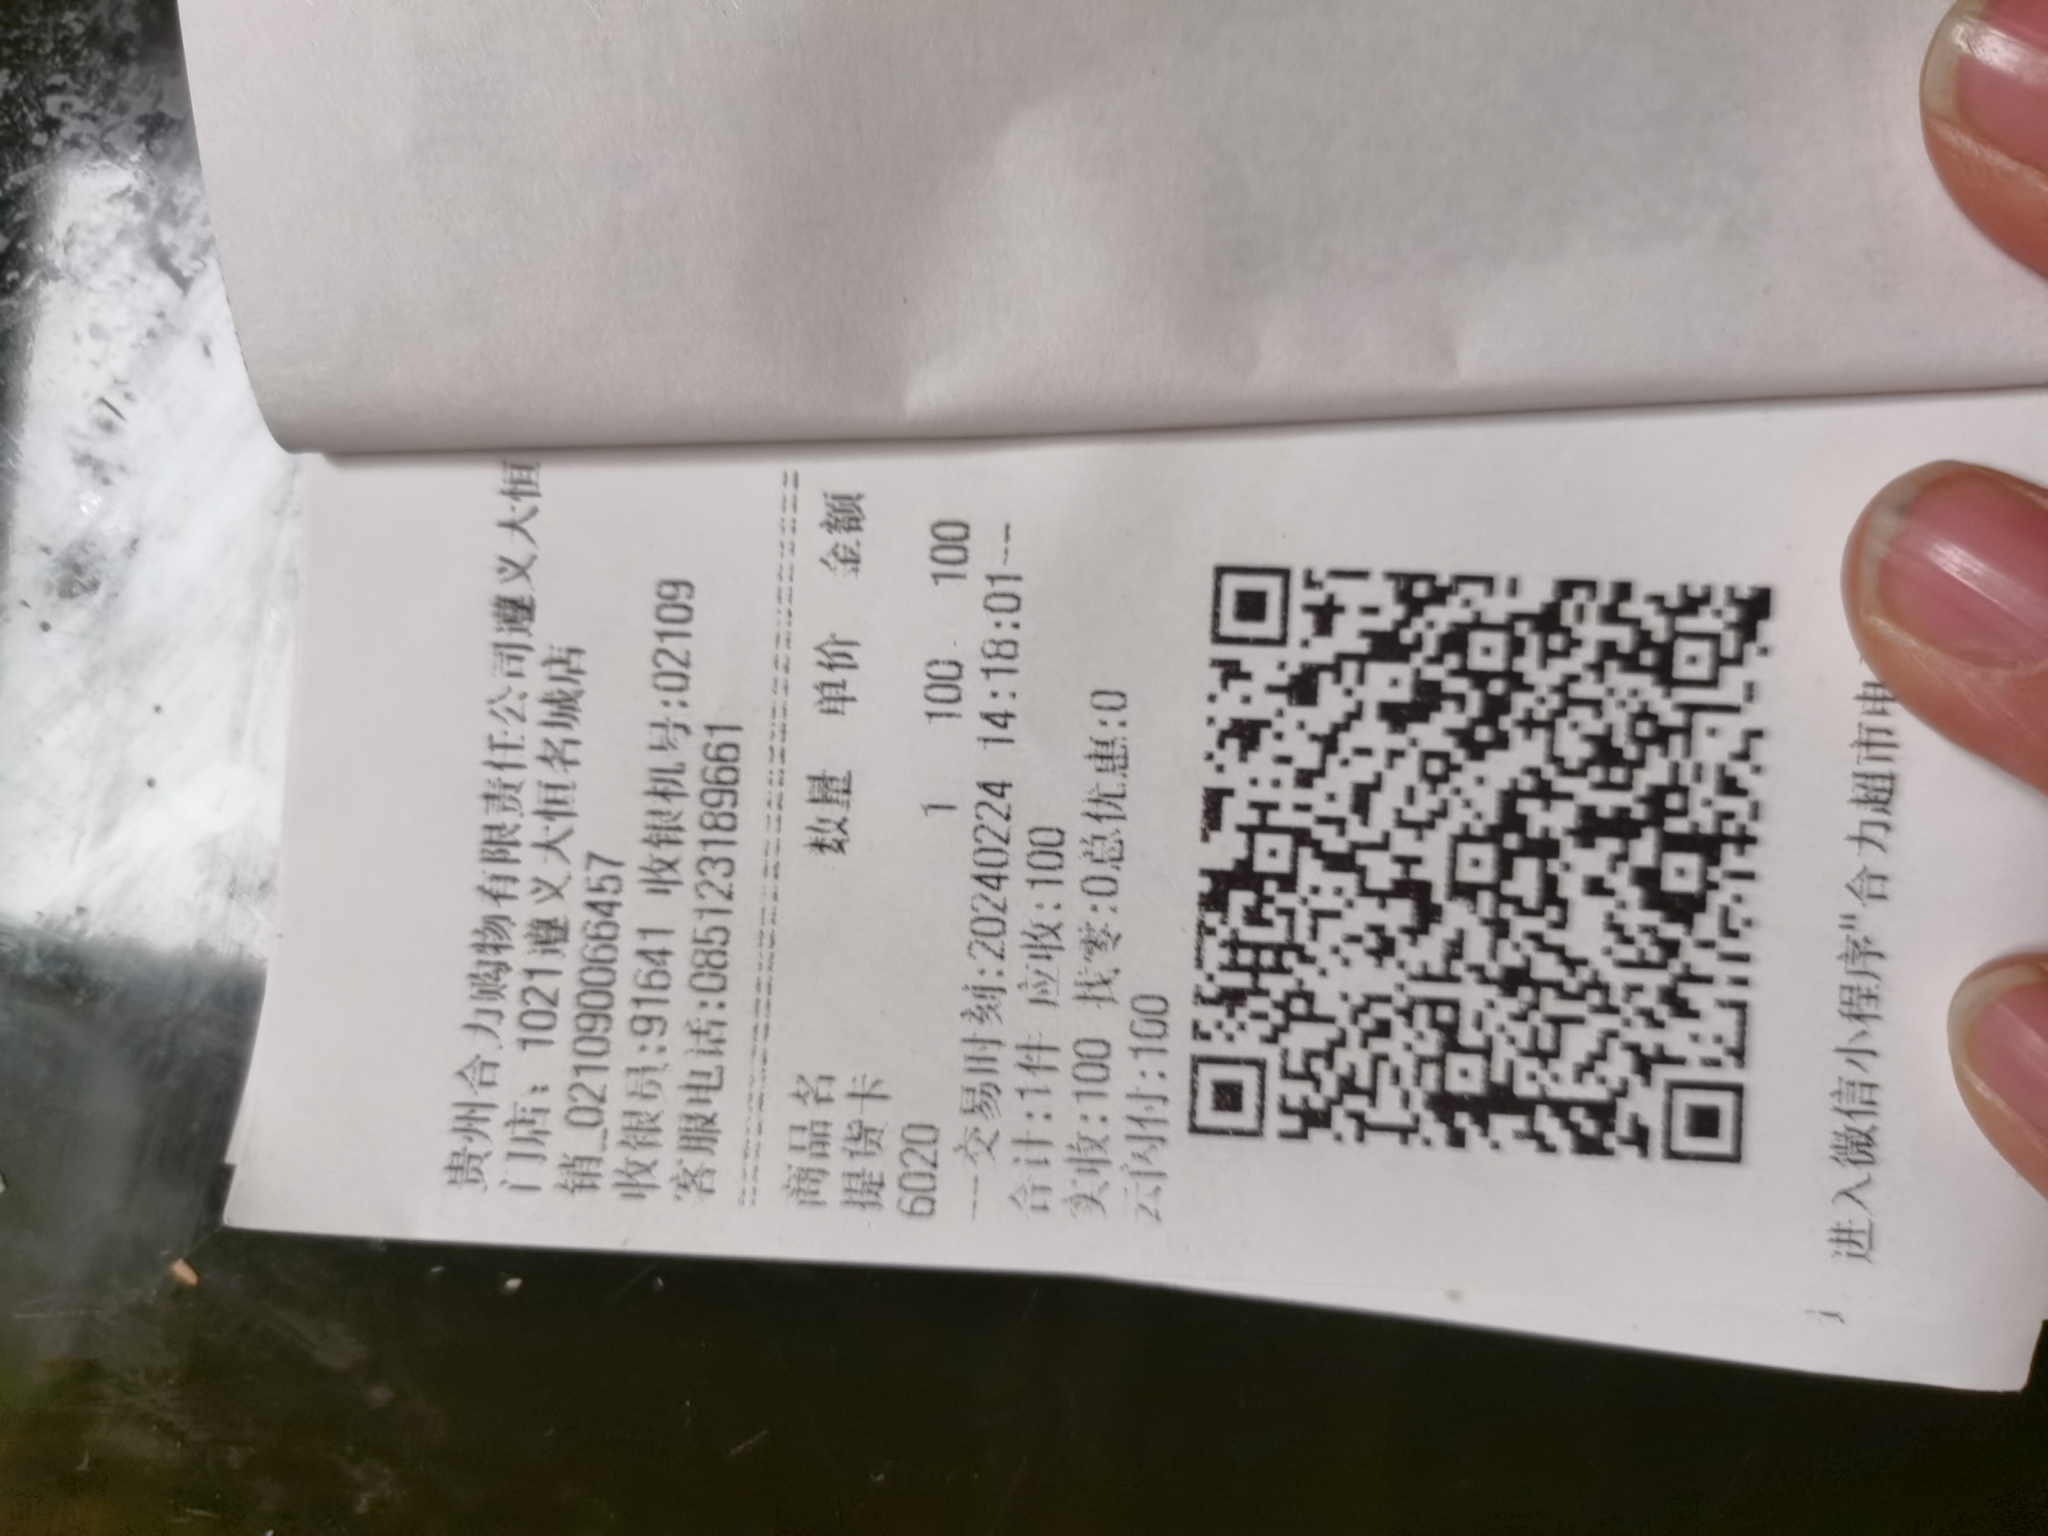 贵州合力购物有限责任公司遵义大恒
门店：1021遵义大恒名城店
销_021090066457
收银员:91641 收银机号:02109
客服电话:085123189661
商品名 数量 单价 金额
提货卡
6020 1 100 100
---交易时刻:20240224 14:18:01---
合计:1件 应收:100
实收:100 找零:0总优惠:0
云闪付:100
进入微信小程序"合力超市电